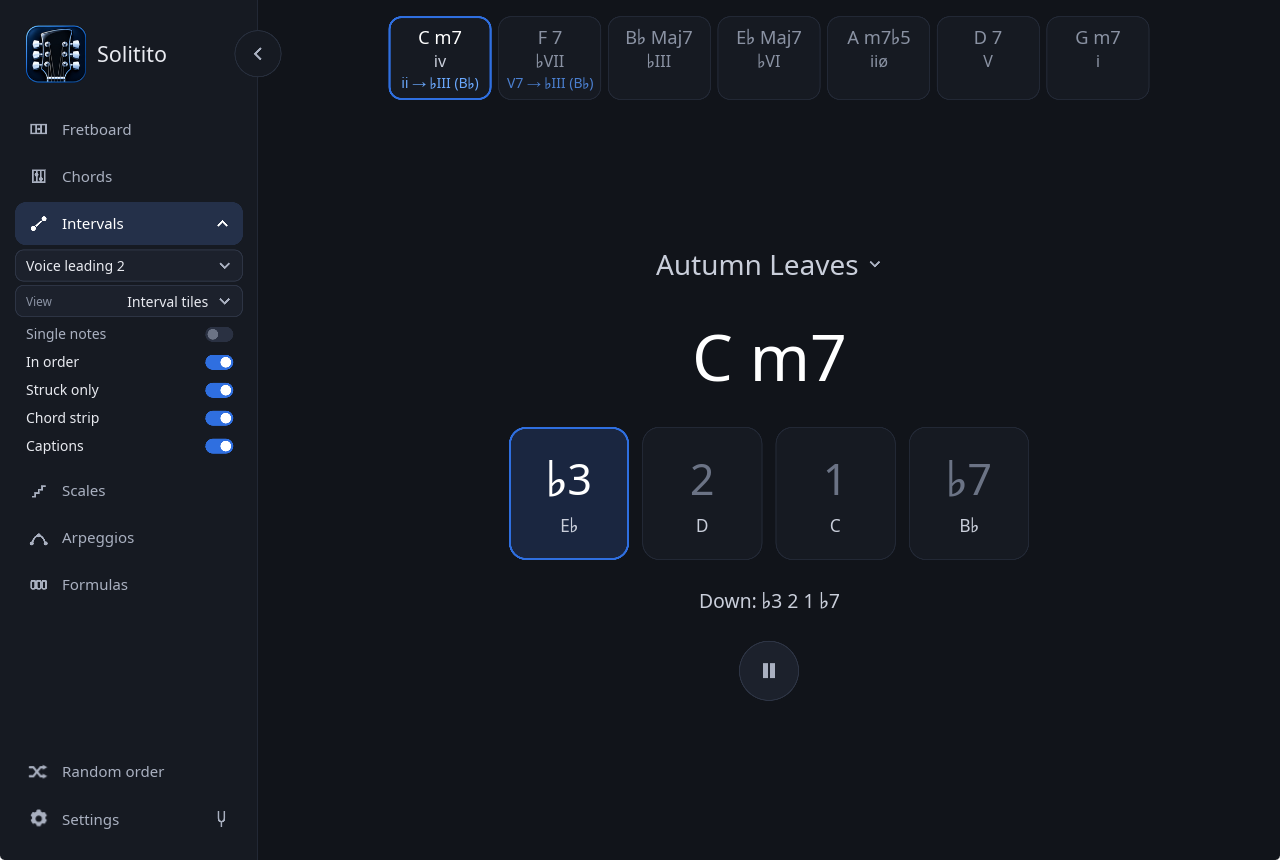 Solitito
Fretboard
Chords
Intervals
Voice leading 2
View Interval tiles
Single notes
In order
Struck only
Chord strip
Captions
Scales
Arpeggios
Formulas
Random order
Settings
C m7
iv
ii → ♭III (B♭)
F 7
♭VII
V7 → ♭III (B♭)
B♭ Maj7
♭III
E♭ Maj7
♭VI
A m7♭5
iiø
D 7
V
G m7
i
Autumn Leaves
C m7
♭3
E♭
2
D
1
C
♭7
B♭
Down: ♭3 2 1 ♭7